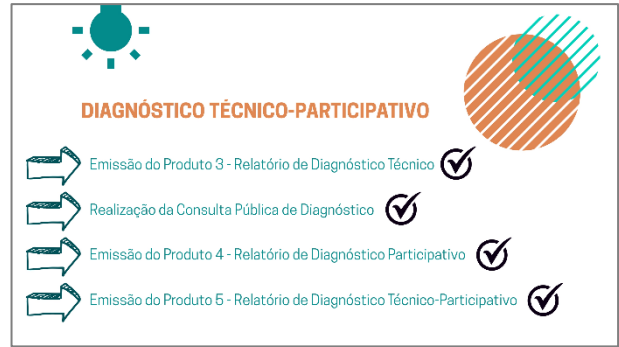 DIAGNÓSTICO TÉCNICO-PARTICIPATIVO
Emissão do Produto 3 - Relatório de Diagnóstico Técnico
Realização da Consulta Pública de Diagnóstico
Emissão do Produto 4 - Relatório de Diagnóstico Participativo
Emissão do Produto 5 - Relatório de Diagnóstico Técnico-Participativo